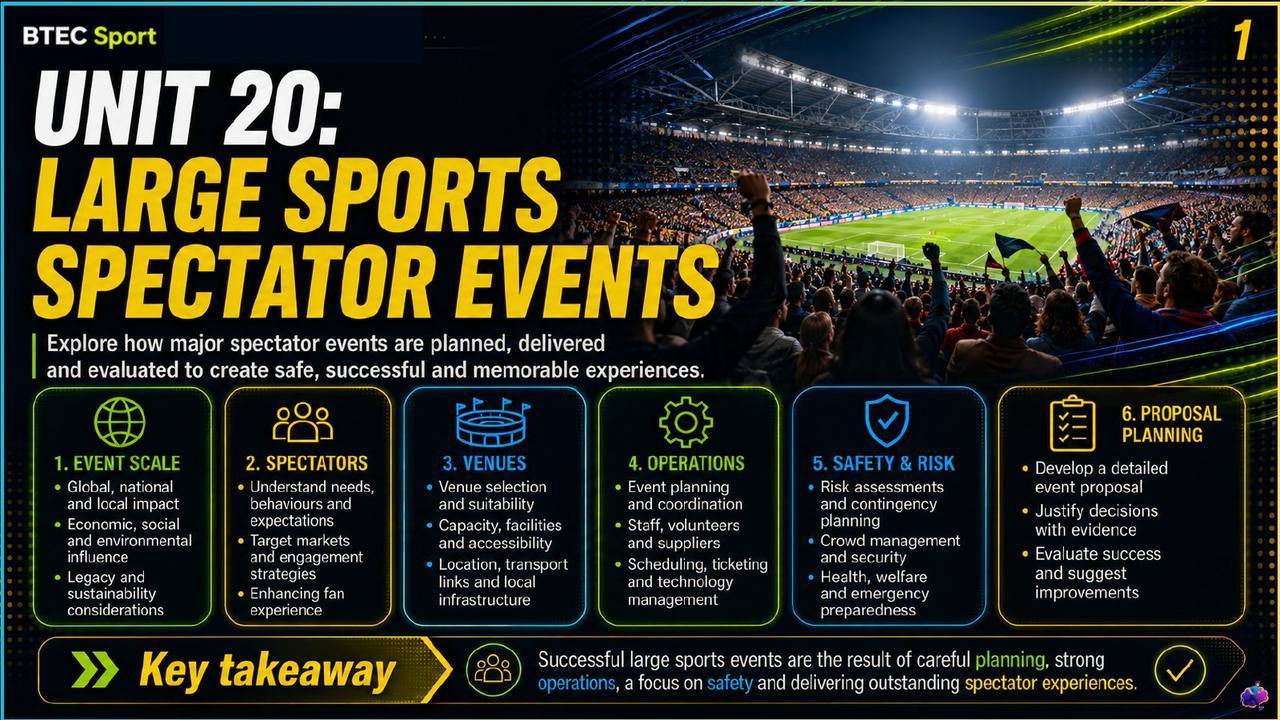 BTEC Sport
1
UNIT 20:
LARGE SPORTS
SPECTATOR EVENTS
Explore how major spectator events are planned, delivered
and evaluated to create safe, successful and memorable experiences.
1. EVENT SCALE
• Global, national
and local impact
• Economic, social
and environmental
influence
• Legacy and
sustainability
considerations
2. SPECTATORS
• Understand needs,
behaviours and
expectations
• Target markets
and engagement
strategies
• Enhancing fan
experience
3. VENUES
• Venue selection
and suitability
• Capacity, facilities
and accessibility
• Location, transport
links and local
infrastructure
4. OPERATIONS
• Event planning
and coordination
• Staff, volunteers
and suppliers
• Scheduling, ticketing
and technology
management
5. SAFETY & RISK
• Risk assessments
and contingency
planning
• Crowd management
and security
• Health, welfare
and emergency
preparedness
6. PROPOSAL
PLANNING
• Develop a detailed
event proposal
• Justify decisions
with evidence
• Evaluate success
and suggest
improvements
Key takeaway
Successful large sports events are the result of careful planning, strong
operations, a focus on safety and delivering outstanding spectator experiences.